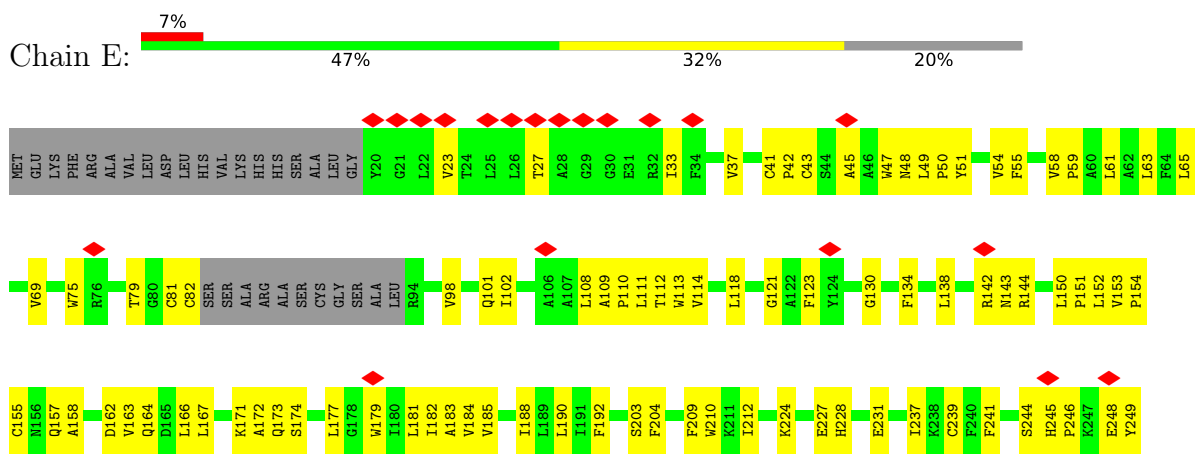 7%
Chain E:
47% 32% 20%
MET GLU LYS PHE ARG ALA VAL LEU ASP LEU HIS VAL LYS HIS HIS SER ALA LEU GLY Y20 G21 L22 V23 T24 L25 L26 T27 A28 G29 G30 E31 R32 I33 F34 V37 C41 P42 C43 S44 A45 A46 W47 N48 L49 P50 Y51 V54 F55 V58 P59 A60 L61 A62 L63 F64 L65
V69 W75 R76 T79 G80 C81 C82 SER SER ALA ARG ALA SER CYS GLY SER ALA LEU R94 V98 Q101 I102 A106 A107 L108 A109 P110 L111 T112 W113 V114 L118 G121 A122 F123 Y124 G130 F134 L138 R142 N143 R144 L150 P151 L152 V153 P154
C155 N156 Q157 A158 D162 V163 Q164 D165 L166 L167 K171 A172 Q173 S174 L177 G178 W179 I180 L181 I182 A183 V184 V185 I188 L189 L190 I191 F192 S203 F204 F209 W210 K211 I212 K224 E227 H228 E231 I237 K238 C239 F240 F241 S244 H245 P246 K247 E248 Y249